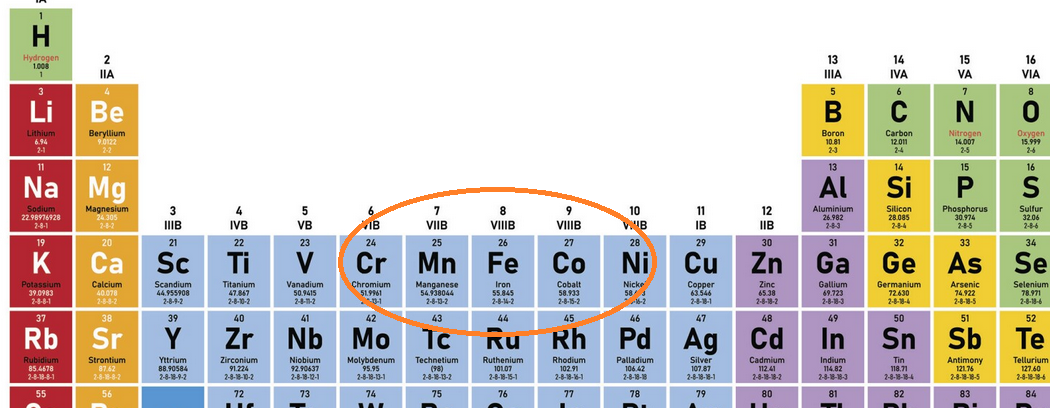 IA
1
H
Hydrogen
1.008
1
2 13 14 15 16
IIA IIIA IVA VA VIA
3 4 5 6 7 8
Li Be B C N O
Lithium Beryllium Boron Carbon Nitrogen Oxygen
6.94 9.0122 10.81 12.011 14.007 15.999
2-1 2-2 2-3 2-4 2-5 2-6
11 12 13 14 15 16
Na Mg Al Si P S
Sodium Magnesium Aluminium Silicon Phosphorus Sulfur
22.98976928 24.305 26.982 28.085 30.974 32.06
2-8-1 2-8-2 2-8-3 2-8-4 2-8-5 2-8-6
3 4 5 6 7 8 9 10 11 12
IIIB IVB VB VIB VIIB VIIIB VIIIB VIIIB IB IIB
19 20 21 22 23 24 25 26 27 28 29 30 31 32 33 34
K Ca Sc Ti V Cr Mn Fe Co Ni Cu Zn Ga Ge As Se
Potassium Calcium Scandium Titanium Vanadium Chromium Manganese Iron Cobalt Nickel Copper Zinc Gallium Germanium Arsenic Selenium
39.0983 40.078 44.955908 47.867 50.9415 51.9961 54.938044 55.845 58.933 63.546 65.38 69.723 72.630 74.922 78.971
2-8-8-1 2-8-8-2 2-8-9-2 2-8-10-2 2-8-11-2 2-8-13-2 2-8-14-2 2-8-15-2 2-8-18-1 2-8-18-2 2-8-18-3 2-8-18-4 2-8-18-5 2-8-18-6
37 38 39 40 41 42 43 44 45 46 47 48 49 50 51 52
Rb Sr Y Zr Nb Mo Tc Ru Rh Pd Ag Cd In Sn Sb Te
Rubidium Strontium Yttrium Zirconium Niobium Molybdenum Technetium Ruthenium Rhodium Palladium Silver Cadmium Indium Tin Antimony Tellurium
85.4678 87.62 88.90584 91.224 92.90637 95.95 (98) 101.07 102.91 106.42 107.87 112.41 114.82 118.71 121.76 127.60
2-8-18-8-1 2-8-18-8-2 2-8-18-9-2 2-8-18-10-2 2-8-18-12-1 2-8-18-13-1 2-8-18-15-1 2-8-18-16-1 2-8-18-18 2-8-18-18-1 2-8-18-18-2 2-8-18-18-3 2-8-18-18-4 2-8-18-18-5 2-8-18-18-6
55 56 72 73 74 75 76 77 78 79 80 81 82 83 84